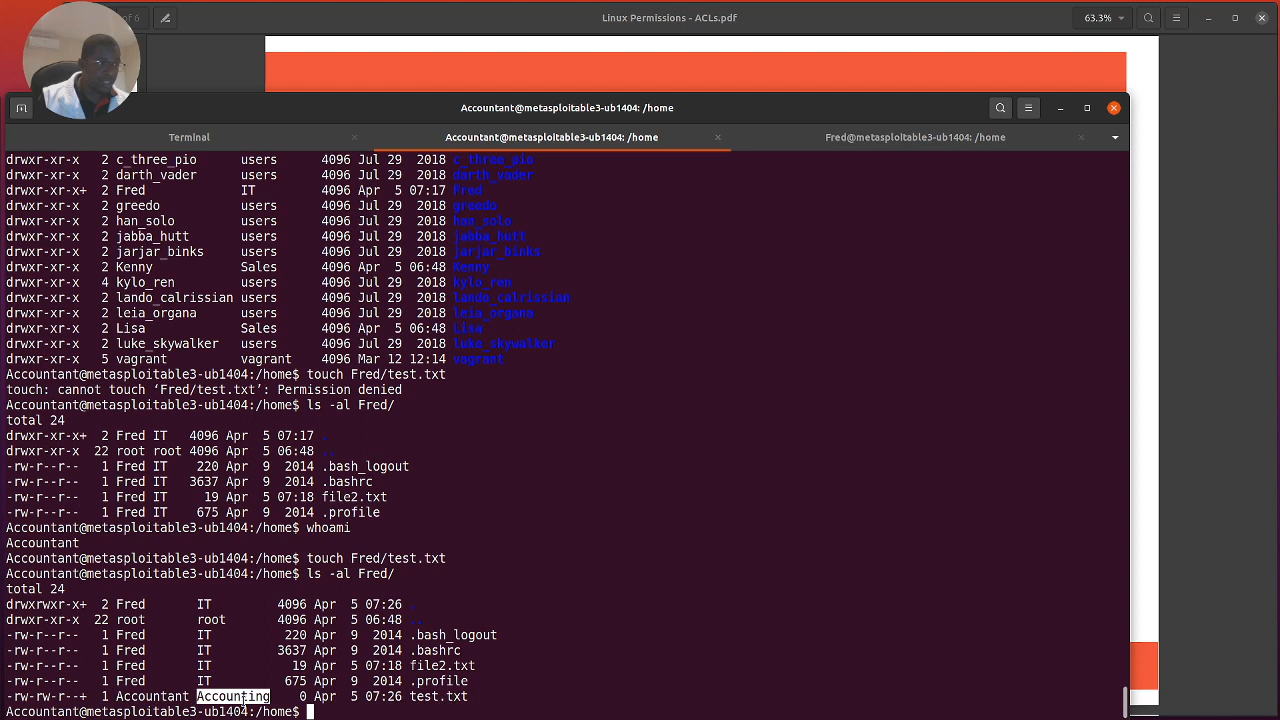 of 6
Linux Permissions - ACLs.pdf
63.3%
Accountant@metasploitable3-ub1404: /home
Terminal
Accountant@metasploitable3-ub1404: /home
Fred@metasploitable3-ub1404: /home
drwxr-xr-x 2 c_three_pio users 4096 Jul 29 2018 c_three_pio
drwxr-xr-x 2 darth_vader users 4096 Jul 29 2018 darth_vader
drwxr-xr-x+ 2 Fred IT 4096 Apr 5 07:17 Fred
drwxr-xr-x 2 greedo users 4096 Jul 29 2018 greedo
drwxr-xr-x 2 han_solo users 4096 Jul 29 2018 han_solo
drwxr-xr-x 2 jabba_hutt users 4096 Jul 29 2018 jabba_hutt
drwxr-xr-x 2 jarjar_binks users 4096 Jul 29 2018 jarjar_binks
drwxr-xr-x 2 Kenny Sales 4096 Apr 5 06:48 Kenny
drwxr-xr-x 4 kylo_ren users 4096 Jul 29 2018 kylo_ren
drwxr-xr-x 2 lando_calrissian users 4096 Jul 29 2018 lando_calrissian
drwxr-xr-x 2 leia_organa users 4096 Jul 29 2018 leia_organa
drwxr-xr-x 2 Lisa Sales 4096 Apr 5 06:48 Lisa
drwxr-xr-x 2 luke_skywalker users 4096 Jul 29 2018 luke_skywalker
drwxr-xr-x 5 vagrant vagrant 4096 Mar 12 12:14 vagrant
Accountant@metasploitable3-ub1404:/home$ touch Fred/test.txt
touch: cannot touch ‘Fred/test.txt’: Permission denied
Accountant@metasploitable3-ub1404:/home$ ls -al Fred/
total 24
drwxr-xr-x+ 2 Fred IT 4096 Apr 5 07:17 .
drwxr-xr-x 22 root root 4096 Apr 5 06:48 ..
-rw-r--r-- 1 Fred IT 220 Apr 9 2014 .bash_logout
-rw-r--r-- 1 Fred IT 3637 Apr 9 2014 .bashrc
-rw-r--r-- 1 Fred IT 19 Apr 5 07:18 file2.txt
-rw-r--r-- 1 Fred IT 675 Apr 9 2014 .profile
Accountant@metasploitable3-ub1404:/home$ whoami
Accountant
Accountant@metasploitable3-ub1404:/home$ touch Fred/test.txt
Accountant@metasploitable3-ub1404:/home$ ls -al Fred/
total 24
drwxrwxr-x+ 2 Fred IT 4096 Apr 5 07:26 .
drwxr-xr-x 22 root root 4096 Apr 5 06:48 ..
-rw-r--r-- 1 Fred IT 220 Apr 9 2014 .bash_logout
-rw-r--r-- 1 Fred IT 3637 Apr 9 2014 .bashrc
-rw-r--r-- 1 Fred IT 19 Apr 5 07:18 file2.txt
-rw-r--r-- 1 Fred IT 675 Apr 9 2014 .profile
-rw-rw-r--+ 1 Accountant Accounting 0 Apr 5 07:26 test.txt
Accountant@metasploitable3-ub1404:/home$